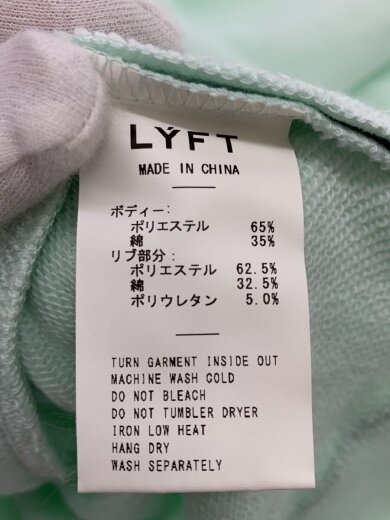 LYFT
MADE IN CHINA
ボディー:
ポリエステル 65%
綿 35%
リブ部分:
ポリエステル 62.5%
綿 32.5%
ポリウレタン 5.0%
TURN GARMENT INSIDE OUT
MACHINE WASH COLD
DO NOT BLEACH
DO NOT TUMBLER DRYER
IRON LOW HEAT
HANG DRY
WASH SEPARATELY